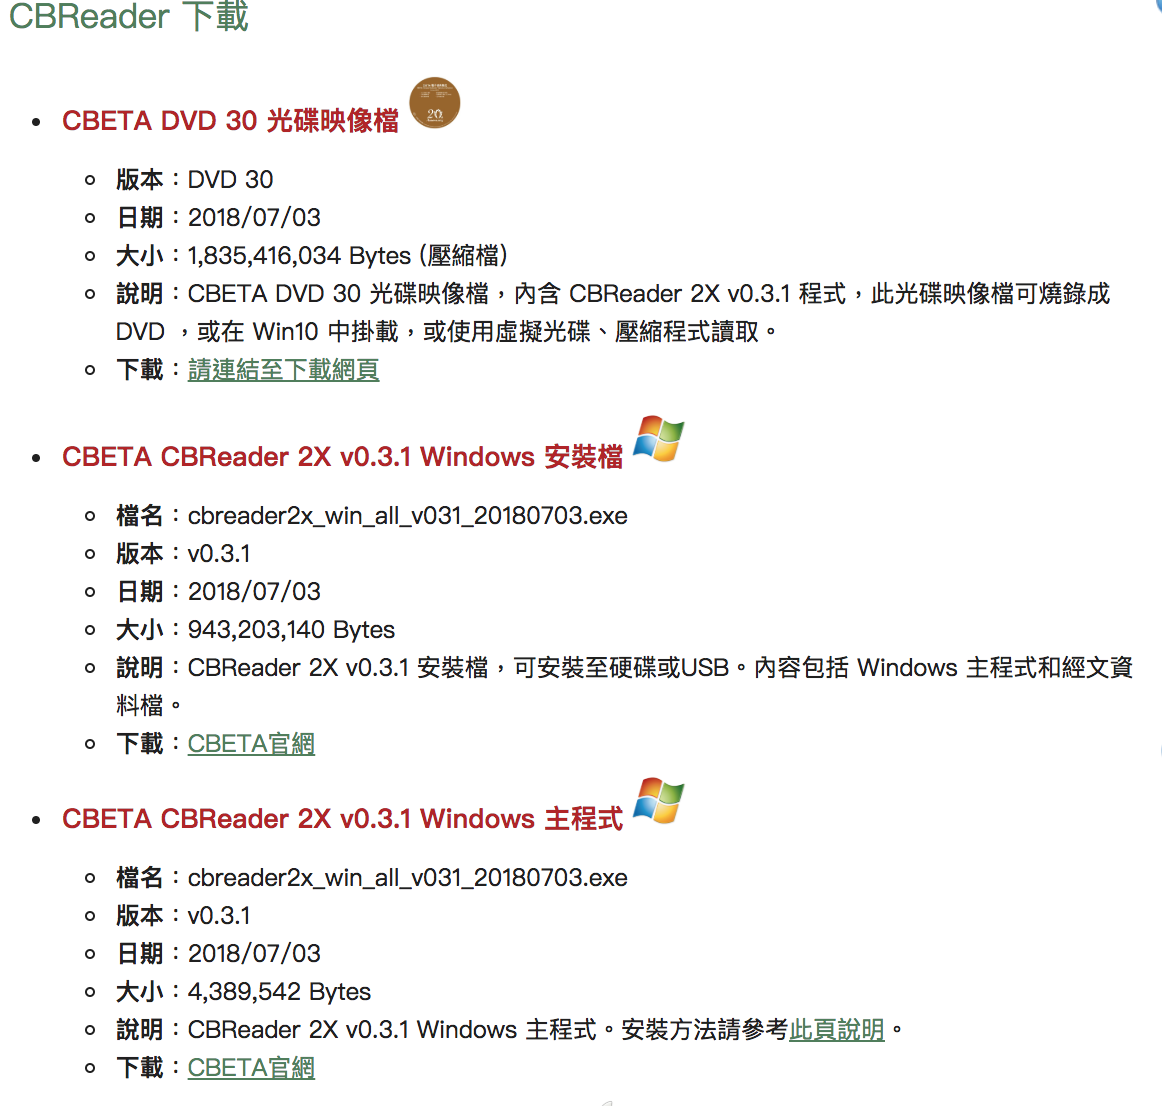 CBReader 下載
CBETA DVD 30 光碟映像檔
版本：DVD 30
日期：2018/07/03
大小：1,835,416,034 Bytes (壓縮檔)
說明：CBETA DVD 30 光碟映像檔，內含 CBReader 2X v0.3.1 程式，此光碟映像檔可燒錄成
DVD ，或在 Win10 中掛載，或使用虛擬光碟、壓縮程式讀取。
下載：請連結至下載網頁
CBETA CBReader 2X v0.3.1 Windows 安裝檔
檔名：cbreader2x_win_all_v031_20180703.exe
版本：v0.3.1
日期：2018/07/03
大小：943,203,140 Bytes
說明：CBReader 2X v0.3.1 安裝檔，可安裝至硬碟或USB。內容包括 Windows 主程式和經文資
料檔。
下載：CBETA官網
CBETA CBReader 2X v0.3.1 Windows 主程式
檔名：cbreader2x_win_all_v031_20180703.exe
版本：v0.3.1
日期：2018/07/03
大小：4,389,542 Bytes
說明：CBReader 2X v0.3.1 Windows 主程式。安裝方法請參考此頁說明。
下載：CBETA官網